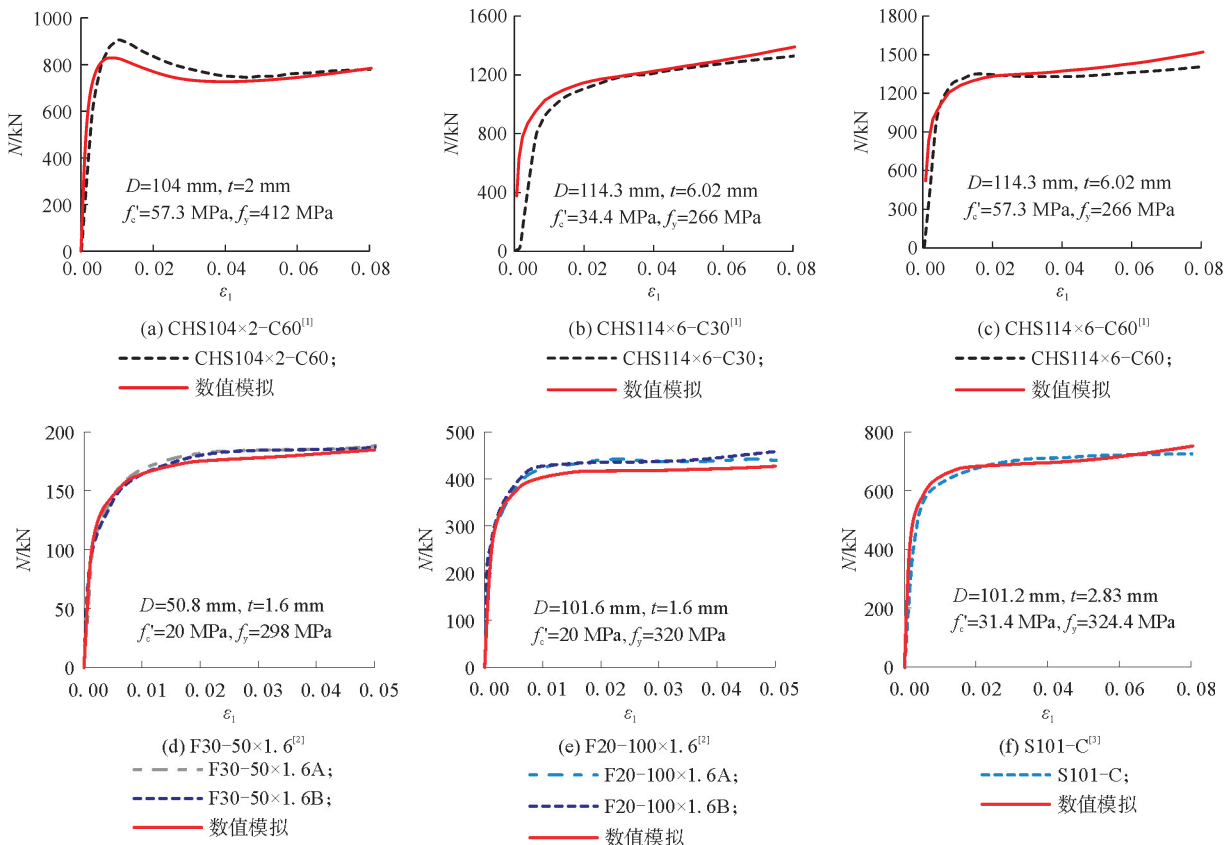 N/kN
1000
800
600
400
200
0
D=104 mm, t=2 mm
f_c'=57.3 MPa, f_y=412 MPa
0.00 0.02 0.04 0.06 0.08
ε₁
(a) CHS104×2-C60[1]
CHS104×2-C60;
数值模拟
N/kN
1600
1200
800
400
0
D=114.3 mm, t=6.02 mm
f_c'=34.4 MPa, f_y=266 MPa
0.00 0.02 0.04 0.06 0.08
ε₁
(b) CHS114×6-C30[1]
CHS114×6-C30;
数值模拟
N/kN
1800
1500
1200
900
600
300
0
D=114.3 mm, t=6.02 mm
f_c'=57.3 MPa, f_y=266 MPa
0.00 0.02 0.04 0.06 0.08
ε₁
(c) CHS114×6-C60[1]
CHS114×6-C60;
数值模拟
N/kN
200
150
100
50
0
D=50.8 mm, t=1.6 mm
f_c'=20 MPa, f_y=298 MPa
0.00 0.01 0.02 0.03 0.04 0.05
ε₁
(d) F30-50×1.6[2]
F30-50×1.6A;
F30-50×1.6B;
数值模拟
N/kN
500
400
300
200
100
0
D=101.6 mm, t=1.6 mm
f_c'=20 MPa, f_y=320 MPa
0.00 0.01 0.02 0.03 0.04 0.05
ε₁
(e) F20-100×1.6[2]
F20-100×1.6A;
F20-100×1.6B;
数值模拟
N/kN
800
600
400
200
0
D=101.2 mm, t=2.83 mm
f_c'=31.4 MPa, f_y=324.4 MPa
0.00 0.02 0.04 0.06 0.08
ε₁
(f) S101-C[3]
S101-C;
数值模拟